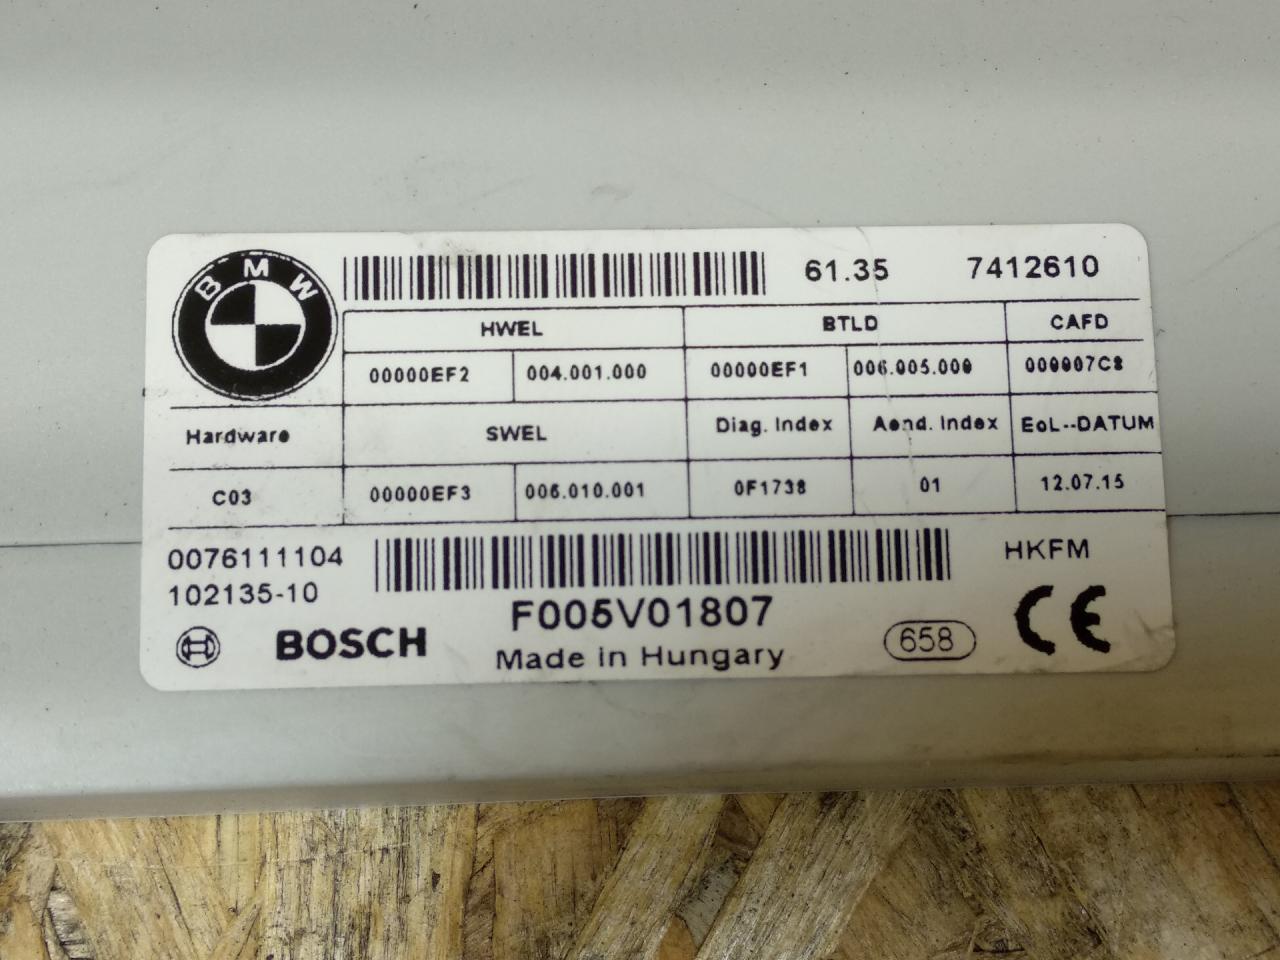 BMW 61.35 7412610
HWEL BTLD CAFD
00000EF2 004.001.000 00000EF1 006.005.000 000007C8
Hardware SWEL Diag. Index Aend. Index EoL--DATUM
C03 00000EF3 006.010.001 0F1738 01 12.07.15
0076111104 HKFM
102135-10
F005V01807
BOSCH Made in Hungary 658 CE